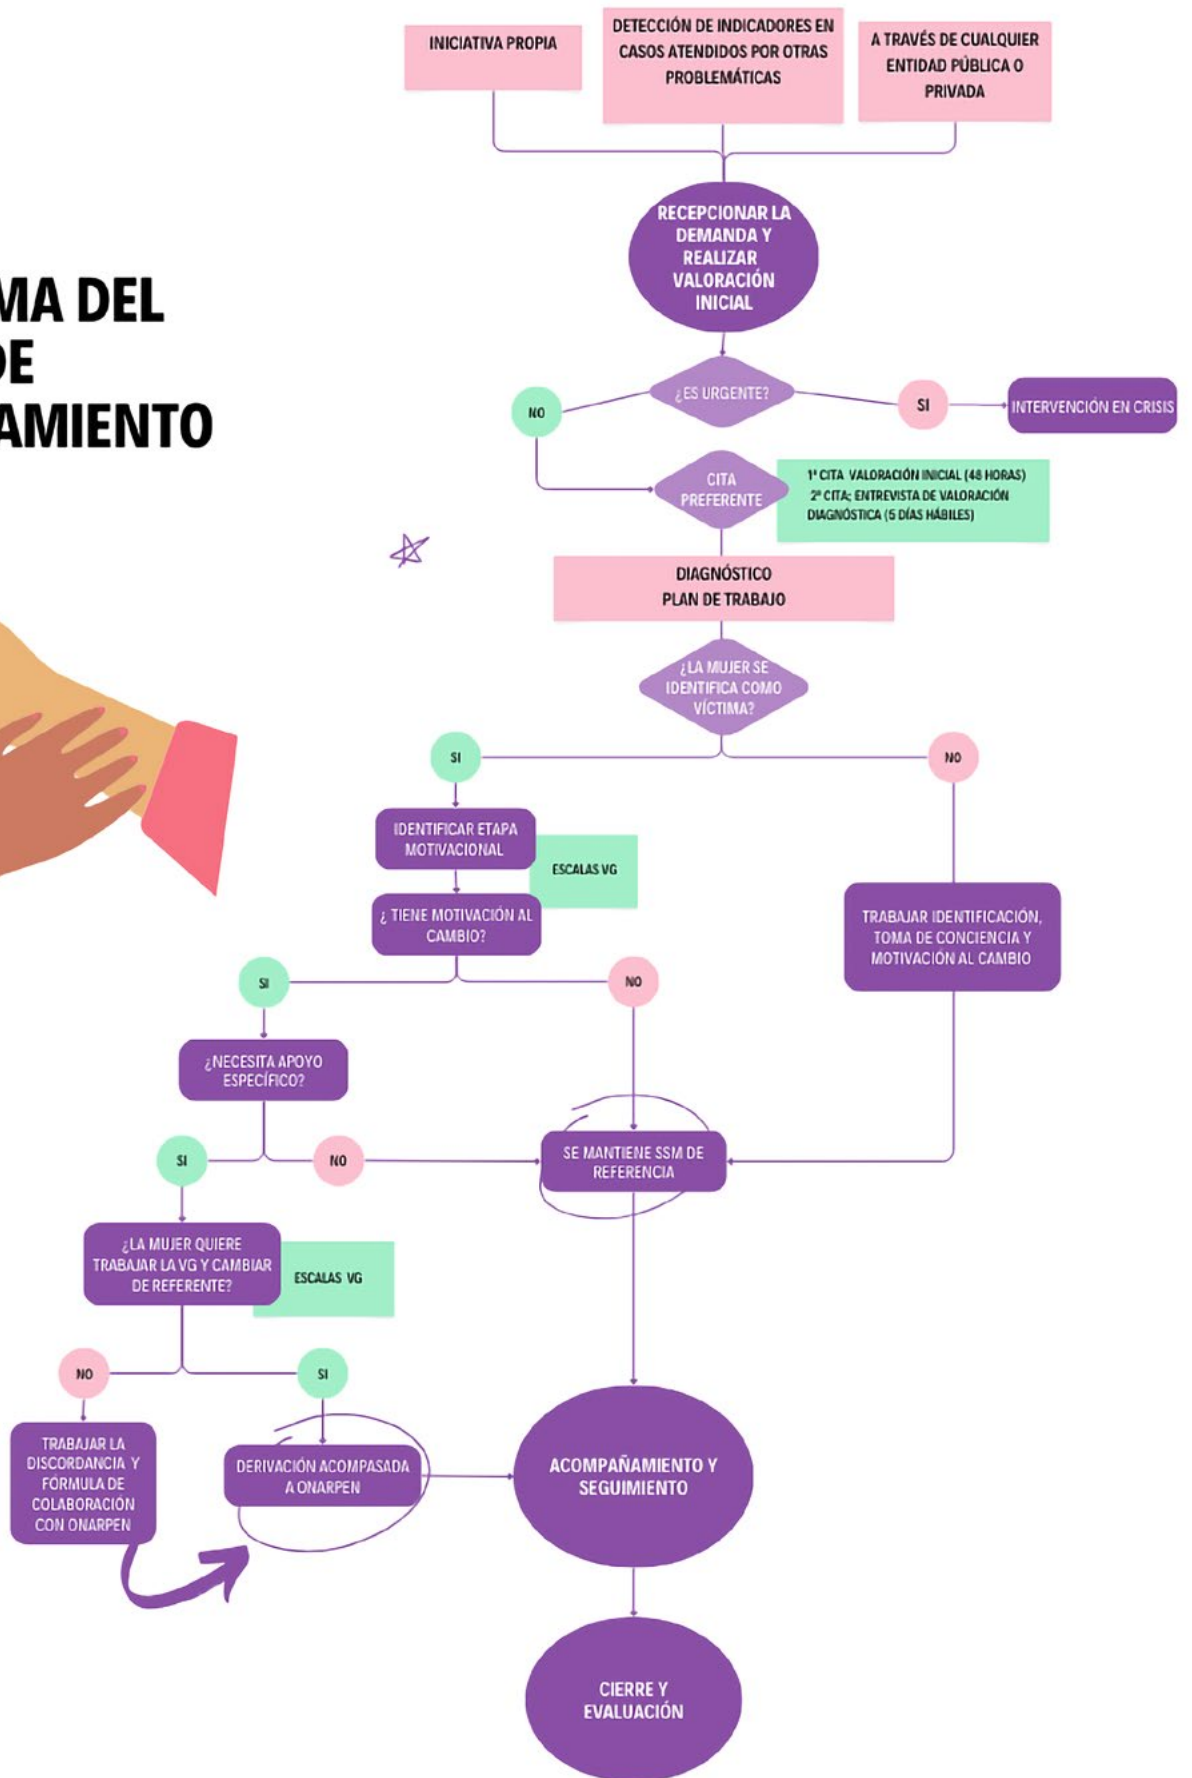 INICIATIVA PROPIA
DETECCIÓN DE INDICADORES EN
CASOS ATENDIDOS POR OTRAS
PROBLEMÁTICAS
A TRAVÉS DE CUALQUIER
ENTIDAD PÚBLICA O
PRIVADA
RECEPCIONAR LA
DEMANDA Y
REALIZAR
VALORACIÓN
INICIAL
MA DEL
DE
AMIENTO
¿ES URGENTE?
NO
SI
INTERVENCIÓN EN CRISIS
CITA
PREFERENTE
1ª CITA VALORACIÓN INICIAL (48 HORAS)
2ª CITA; ENTREVISTA DE VALORACIÓN
DIAGNÓSTICA (5 DÍAS HÁBILES)
DIAGNÓSTICO
PLAN DE TRABAJO
¿LA MUJER SE
IDENTIFICA COMO
VÍCTIMA?
SI
NO
IDENTIFICAR ETAPA
MOTIVACIONAL
ESCALAS VG
¿ TIENE MOTIVACIÓN AL
CAMBIO?
TRABAJAR IDENTIFICACIÓN,
TOMA DE CONCIENCIA Y
MOTIVACIÓN AL CAMBIO
SI
NO
¿NECESITA APOYO
ESPECÍFICO?
SI
NO
SE MANTIENE SSM DE
REFERENCIA
¿LA MUJER QUIERE
TRABAJAR LA VG Y CAMBIAR
DE REFERENTE?
ESCALAS VG
NO
SI
TRABAJAR LA
DISCORDANCIA Y
FÓRMULA DE
COLABORACIÓN
CON ONARPEN
DERIVACIÓN ACOMPASADA
A ONARPEN
ACOMPAÑAMIENTO Y
SEGUIMIENTO
CIERRE Y
EVALUACIÓN